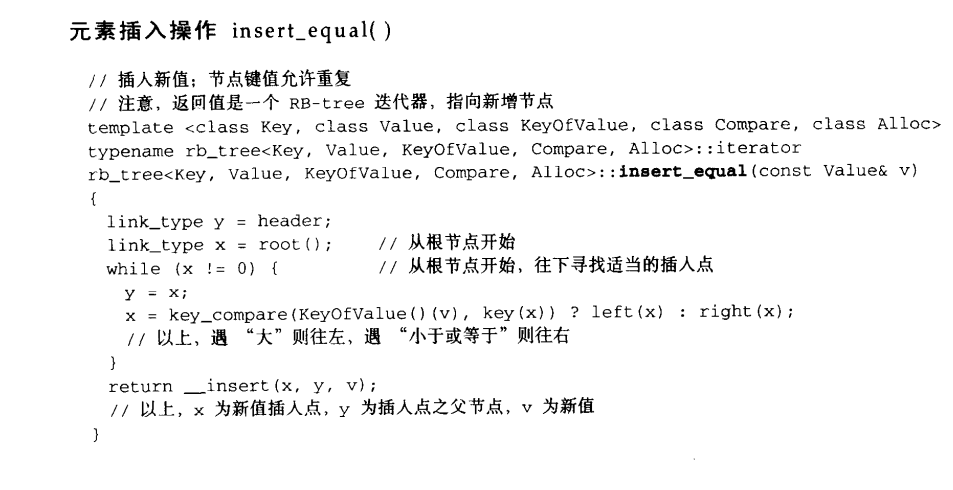 元素插入操作 insert_equal()
// 插入新值；节点键值允许重复
// 注意，返回值是一个 RB-tree 迭代器，指向新增节点
template <class Key, class Value, class KeyOfValue, class Compare, class Alloc>
typename rb_tree<Key, Value, KeyOfValue, Compare, Alloc>::iterator
rb_tree<Key, Value, KeyOfValue, Compare, Alloc>::insert_equal(const Value& v)
{
link_type y = header;
link_type x = root(); // 从根节点开始
while (x != 0) { // 从根节点开始，往下寻找适当的插入点
y = x;
x = key_compare(KeyOfValue()(v), key(x)) ? left(x) : right(x);
// 以上，遇 “大”则往左，遇 “小于或等于”则往右
}
return __insert(x, y, v);
// 以上，x 为新值插入点，y 为插入点之父节点，v 为新值
}